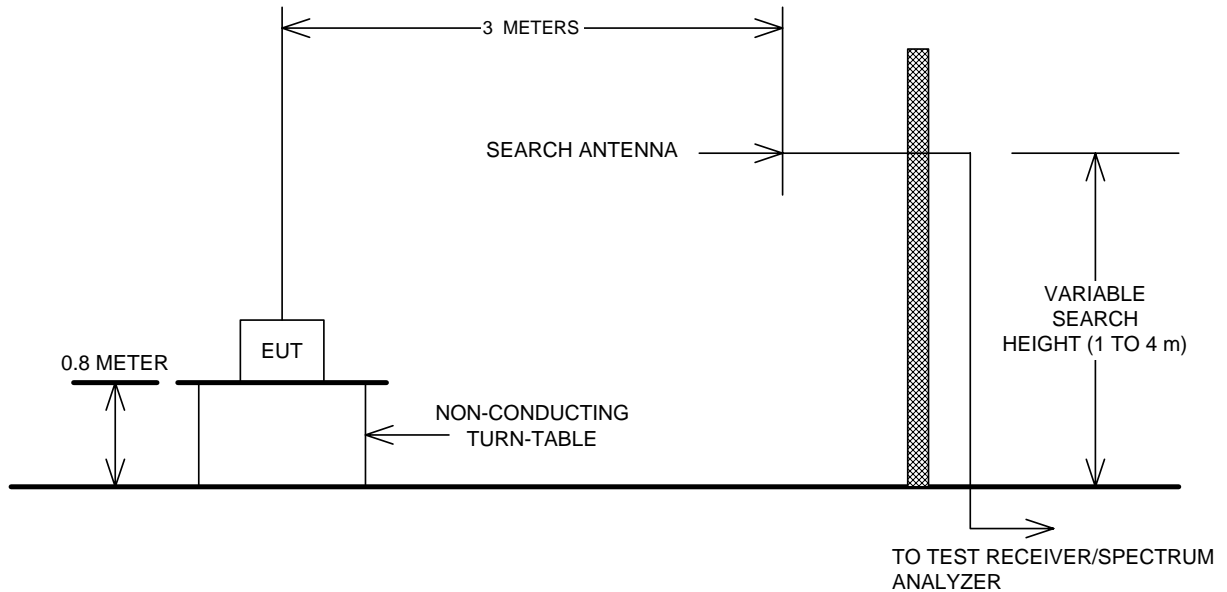 3 METERS
SEARCH ANTENNA
VARIABLE
SEARCH
HEIGHT (1 TO 4 m)
EUT
0.8 METER
NON-CONDUCTING
TURN-TABLE
TO TEST RECEIVER/SPECTRUM
ANALYZER